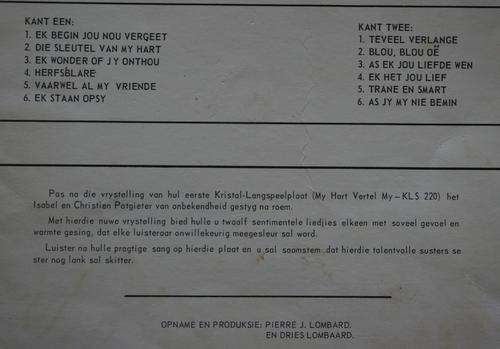 KANT EEN:
1. EK BEGIN JOU NOU VERGEET
2. DIE SLEUTEL VAN MY HART
3. EK WONDER OF JY ONTHOU
4. HERFSBLARE
5. VAARWEL AL MY VRIENDE
6. EK STAAN OPSY
KANT TWEE:
1. TEVEEL VERLANGE
2. BLOU, BLOU OË
3. AS EK JOU LIEFDE WEN
4. EK HET JOU LIEF
5. TRANE EN SMART
6. AS JY MY NIE BEMIN
Pas na die vrystelling van hul eerste Kristal-Langspeelplaat (My Hart Vertel My – KLS 220) het
Isabel en Christien Potgieter van onbekendheid gestyg na roem.
Met hierdie nuwe vrystelling bied hulle u twaalf sentimentele liedjies elkeen met soveel gevoel en
warmte gesing, dat elke luisteraar onwillekeurig meegesleur sal word.
Luister na hulle pragtige sang op hierdie plaat en u sal saamstem ,dat hierdie talentvolle susters se
ster nog lank sal skitter.
OPNAME EN PRODUKSIE: PIERRE J. LOMBARD.
EN DRIES LOMBAARD.